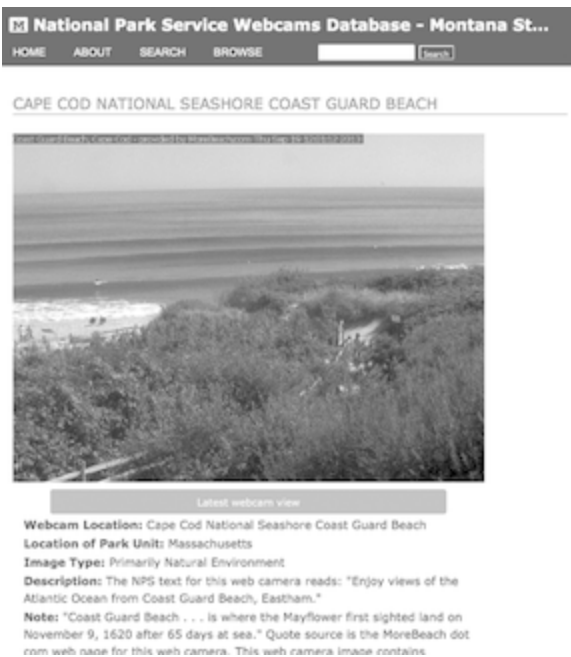 M National Park Service Webcams Database - Montana St...
HOME ABOUT SEARCH BROWSE Search
CAPE COD NATIONAL SEASHORE COAST GUARD BEACH
Latest webcam view
Webcam Location: Cape Cod National Seashore Coast Guard Beach
Location of Park Unit: Massachusetts
Image Type: Primarily Natural Environment
Description: The NPS text for this web camera reads: "Enjoy views of the
Atlantic Ocean from Coast Guard Beach, Eastham."
Note: "Coast Guard Beach . . . is where the Mayflower first sighted land on
November 9, 1620 after 65 days at sea." Quote source is the MoreBeach dot
com web page for this web camera. This web camera image contains